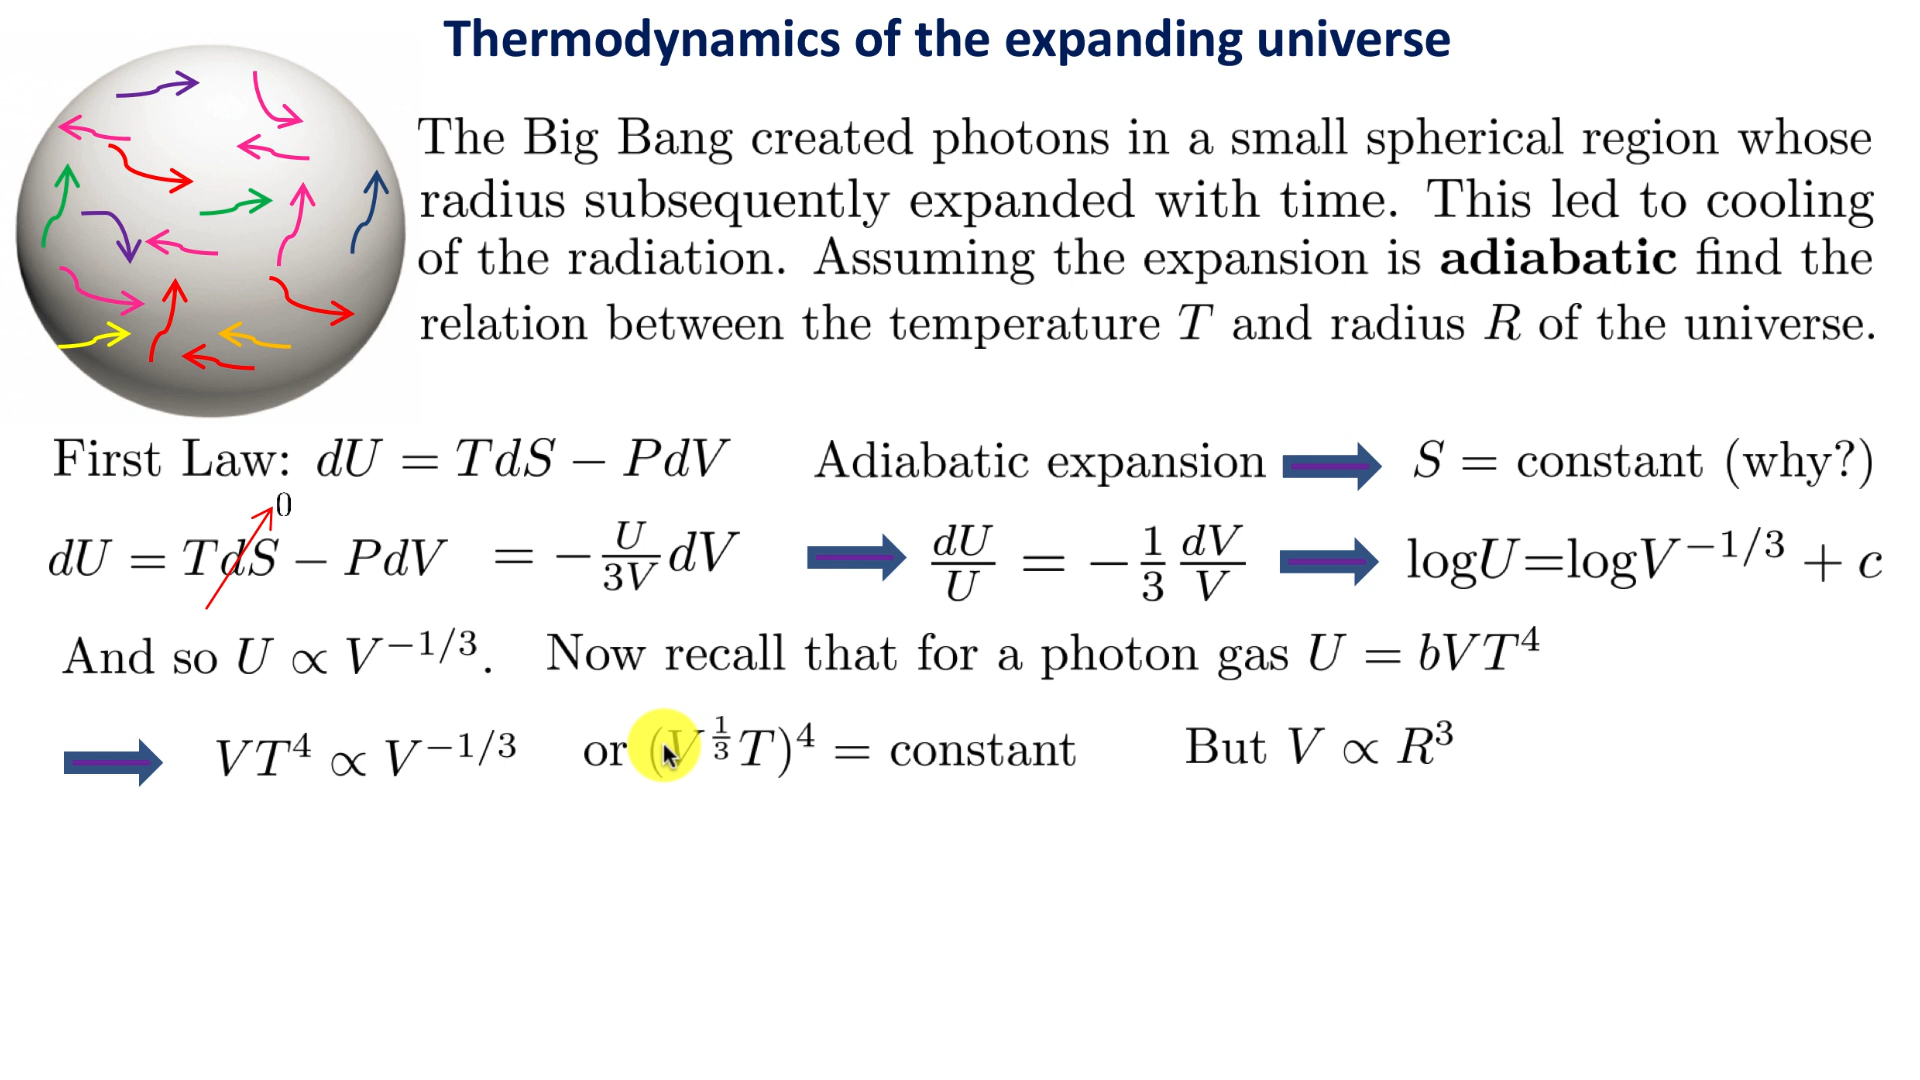 Thermodynamics of the expanding universe
The Big Bang created photons in a small spherical region whose
radius subsequently expanded with time. This led to cooling
of the radiation. Assuming the expansion is adiabatic find the
relation between the temperature T and radius R of the universe.
First Law: dU = TdS − PdV Adiabatic expansion S = constant (why?)
0
dU = TdS − PdV = −U/3V dV dU/U = −1/3 dV/V logU=logV^−1/3 + c
And so U ∝ V^−1/3. Now recall that for a photon gas U = bVT^4
VT^4 ∝ V^−1/3 or (V^1/3 T)^4 = constant But V ∝ R^3